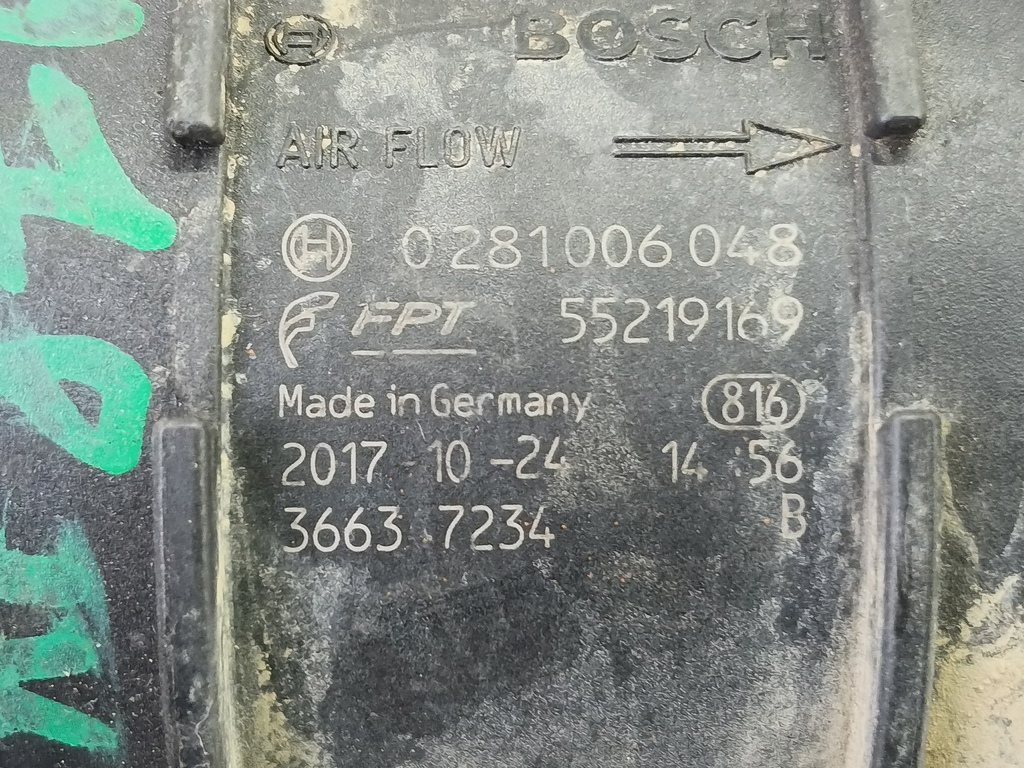 BOSCH
AIR FLOW
0 281 006 048
FPT 55219169
Made in Germany 816
2017-10-24 14:56
3663 7234 B